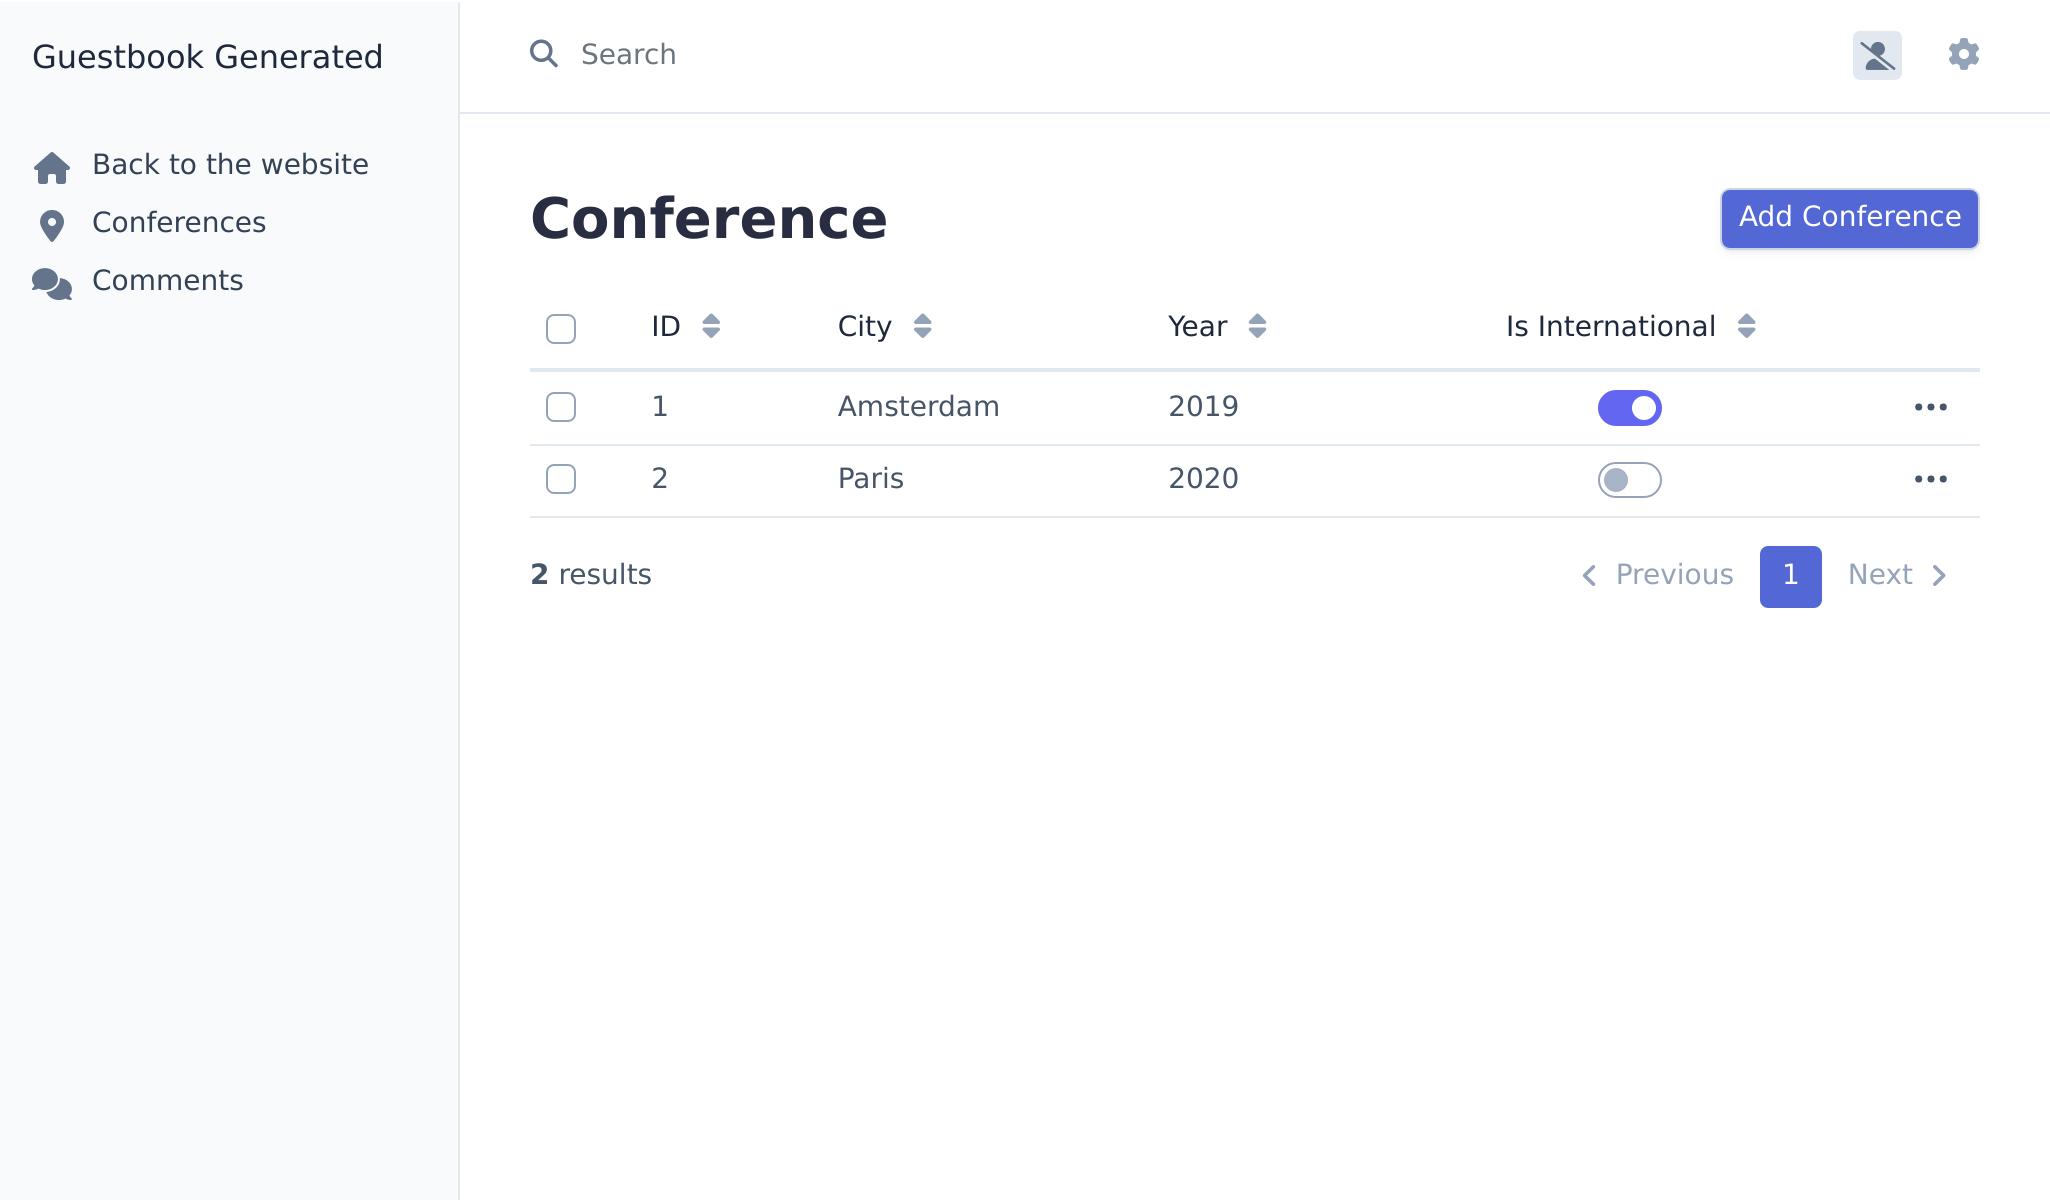 Guestbook Generated
Back to the website
Conferences
Comments
Search
Conference
Add Conference
ID City Year Is International
1 Amsterdam 2019
2 Paris 2020
2 results
Previous 1 Next